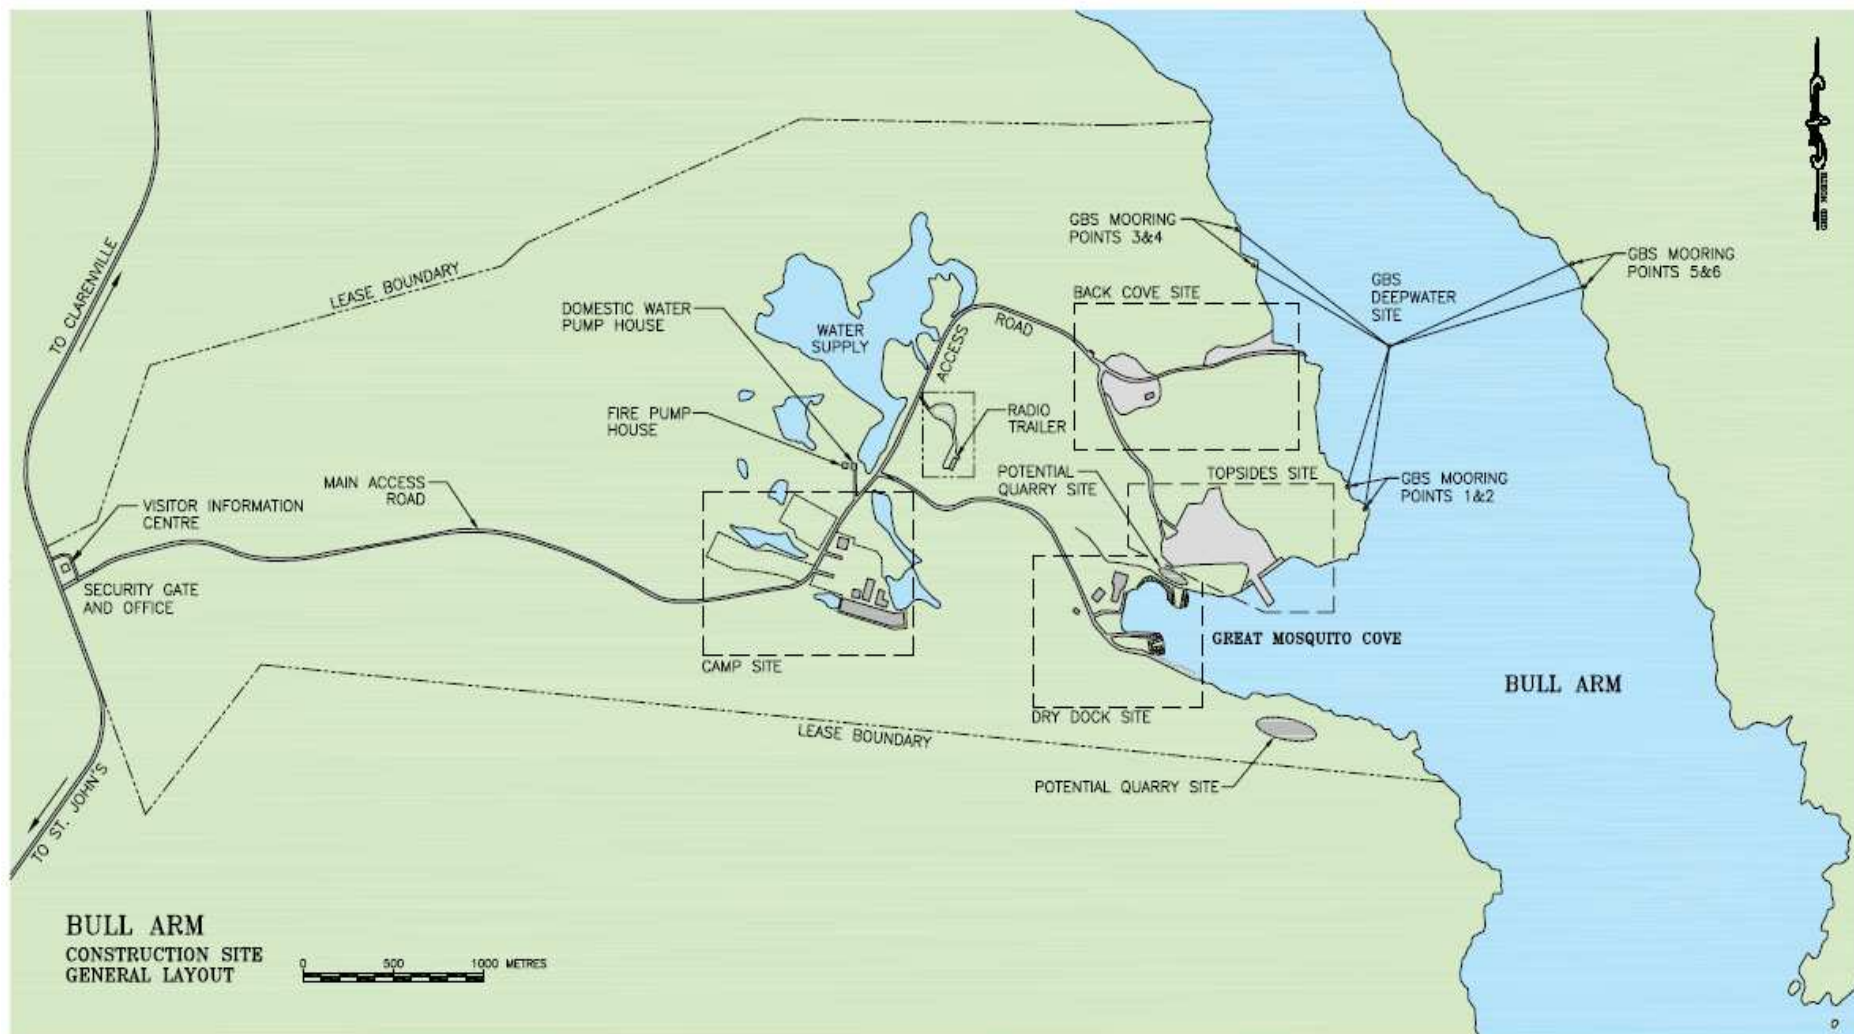 TO CLARENVILLE
LEASE BOUNDARY
DOMESTIC WATER
PUMP HOUSE
WATER
SUPPLY
ACCESS
ROAD
GBS MOORING
POINTS 3&4
BACK COVE SITE
GBS
DEEPWATER
SITE
GBS MOORING
POINTS 5&6
FIRE PUMP
HOUSE
RADIO
TRAILER
POTENTIAL
QUARRY SITE
TOPSIDES SITE
GBS MOORING
POINTS 1&2
MAIN ACCESS
ROAD
VISITOR INFORMATION
CENTRE
SECURITY GATE
AND OFFICE
CAMP SITE
GREAT MOSQUITO COVE
BULL ARM
DRY DOCK SITE
LEASE BOUNDARY
POTENTIAL QUARRY SITE
TO ST. JOHN'S
BULL ARM
CONSTRUCTION SITE
GENERAL LAYOUT
0 500 1000 METRES